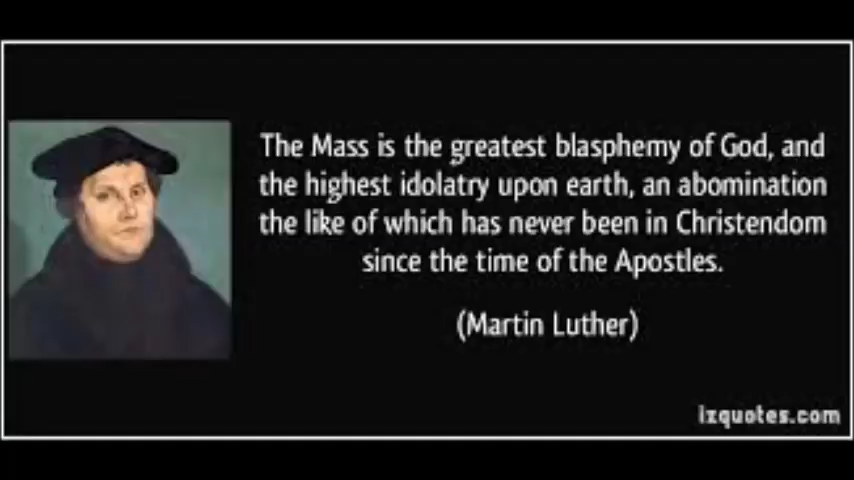 The Mass is the greatest blasphemy of God, and
the highest idolatry upon earth, an abomination
the like of which has never been in Christendom
since the time of the Apostles.
(Martin Luther)
izquotes.com